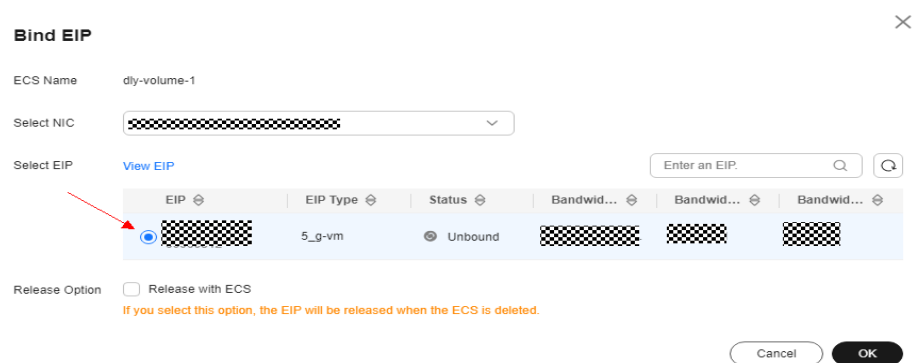 Bind EIP
ECS Name dly-volume-1
Select NIC
Select EIP View EIP Enter an EIP.
EIP EIP Type Status Bandwid... Bandwid... Bandwid...
5_g-vm Unbound
Release Option Release with ECS
If you select this option, the EIP will be released when the ECS is deleted.
Cancel OK